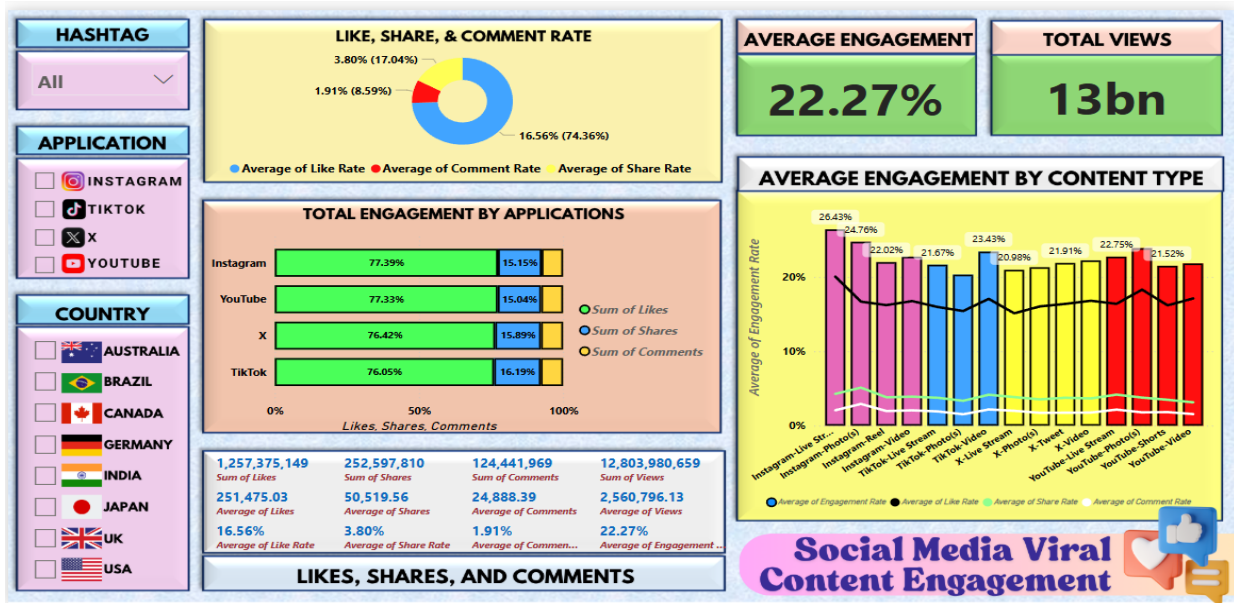 HASHTAG
All
APPLICATION
INSTAGRAM
TIKTOK
X
YOUTUBE
COUNTRY
AUSTRALIA
BRAZIL
CANADA
GERMANY
INDIA
JAPAN
UK
USA
LIKE, SHARE, & COMMENT RATE
3.80% (17.04%)
1.91% (8.59%)
16.56% (74.36%)
Average of Like Rate Average of Comment Rate Average of Share Rate
TOTAL ENGAGEMENT BY APPLICATIONS
Instagram 77.39% 15.15%
YouTube 77.33% 15.04%
X 76.42% 15.89%
TikTok 76.05% 16.19%
0% 50% 100%
Likes, Shares, Comments
Sum of Likes
Sum of Shares
Sum of Comments
1,257,375,149 252,597,810 124,441,969 12,803,980,659
Sum of Likes Sum of Shares Sum of Comments Sum of Views
251,475.03 50,519.56 24,888.39 2,560,796.13
Average of Likes Average of Shares Average of Comments Average of Views
16.56% 3.80% 1.91% 22.27%
Average of Like Rate Average of Share Rate Average of Commen... Average of Engagement ...
LIKES, SHARES, AND COMMENTS
AVERAGE ENGAGEMENT
22.27%
TOTAL VIEWS
13bn
AVERAGE ENGAGEMENT BY CONTENT TYPE
Average of Engagement Rate
20%
10%
0%
26.43%
24.76%
22.02%
21.67%
23.43%
20.98%
21.91%
22.75%
21.52%
Instagram-Live Str...
Instagram-Photo(s)
Instagram-Reel
Instagram-Video
TikTok-Live Stream
TikTok-Photo(s)
TikTok-Video
X-Live Stream
X-Photo(s)
X-Tweet
X-Video
YouTube-Live Stream
YouTube-Photo(s)
YouTube-Shorts
YouTube-Video
Average of Engagement Rate Average of Like Rate Average of Share Rate Average of Comment Rate
Social Media Viral
Content Engagement